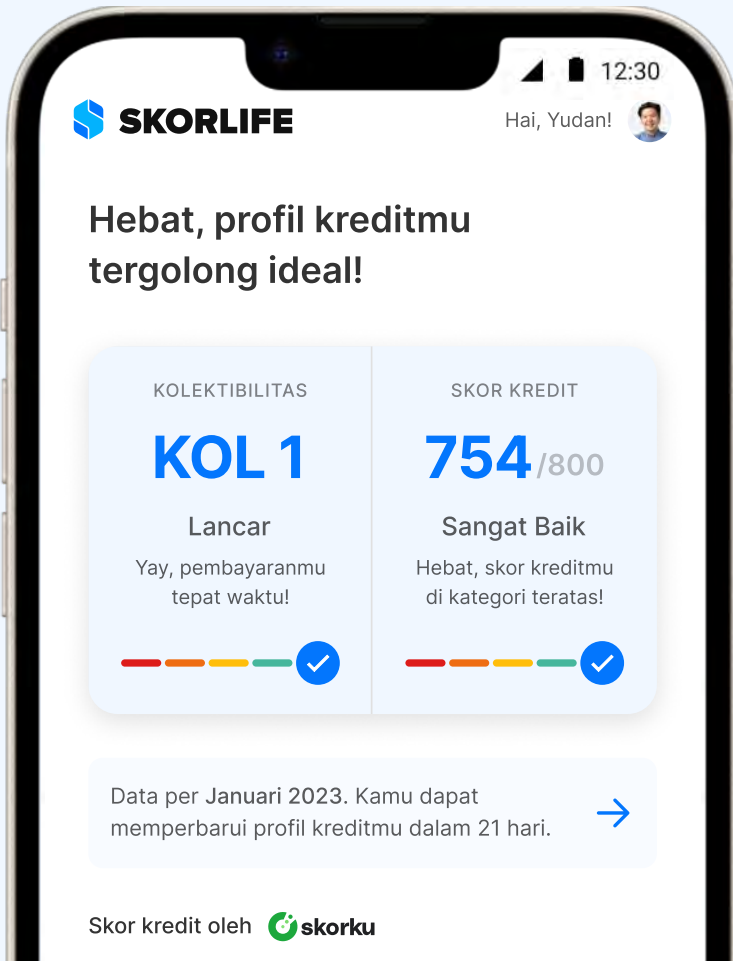 12:30
SKORLIFE
Hai, Yudan!
Hebat, profil kreditmu
tergolong ideal!
KOLEKTIBILITAS
KOL 1
Lancar
Yay, pembayaranmu
tepat waktu!
SKOR KREDIT
754/800
Sangat Baik
Hebat, skor kreditmu
di kategori teratas!
Data per Januari 2023. Kamu dapat
memperbarui profil kreditmu dalam 21 hari.
Skor kredit oleh skorku